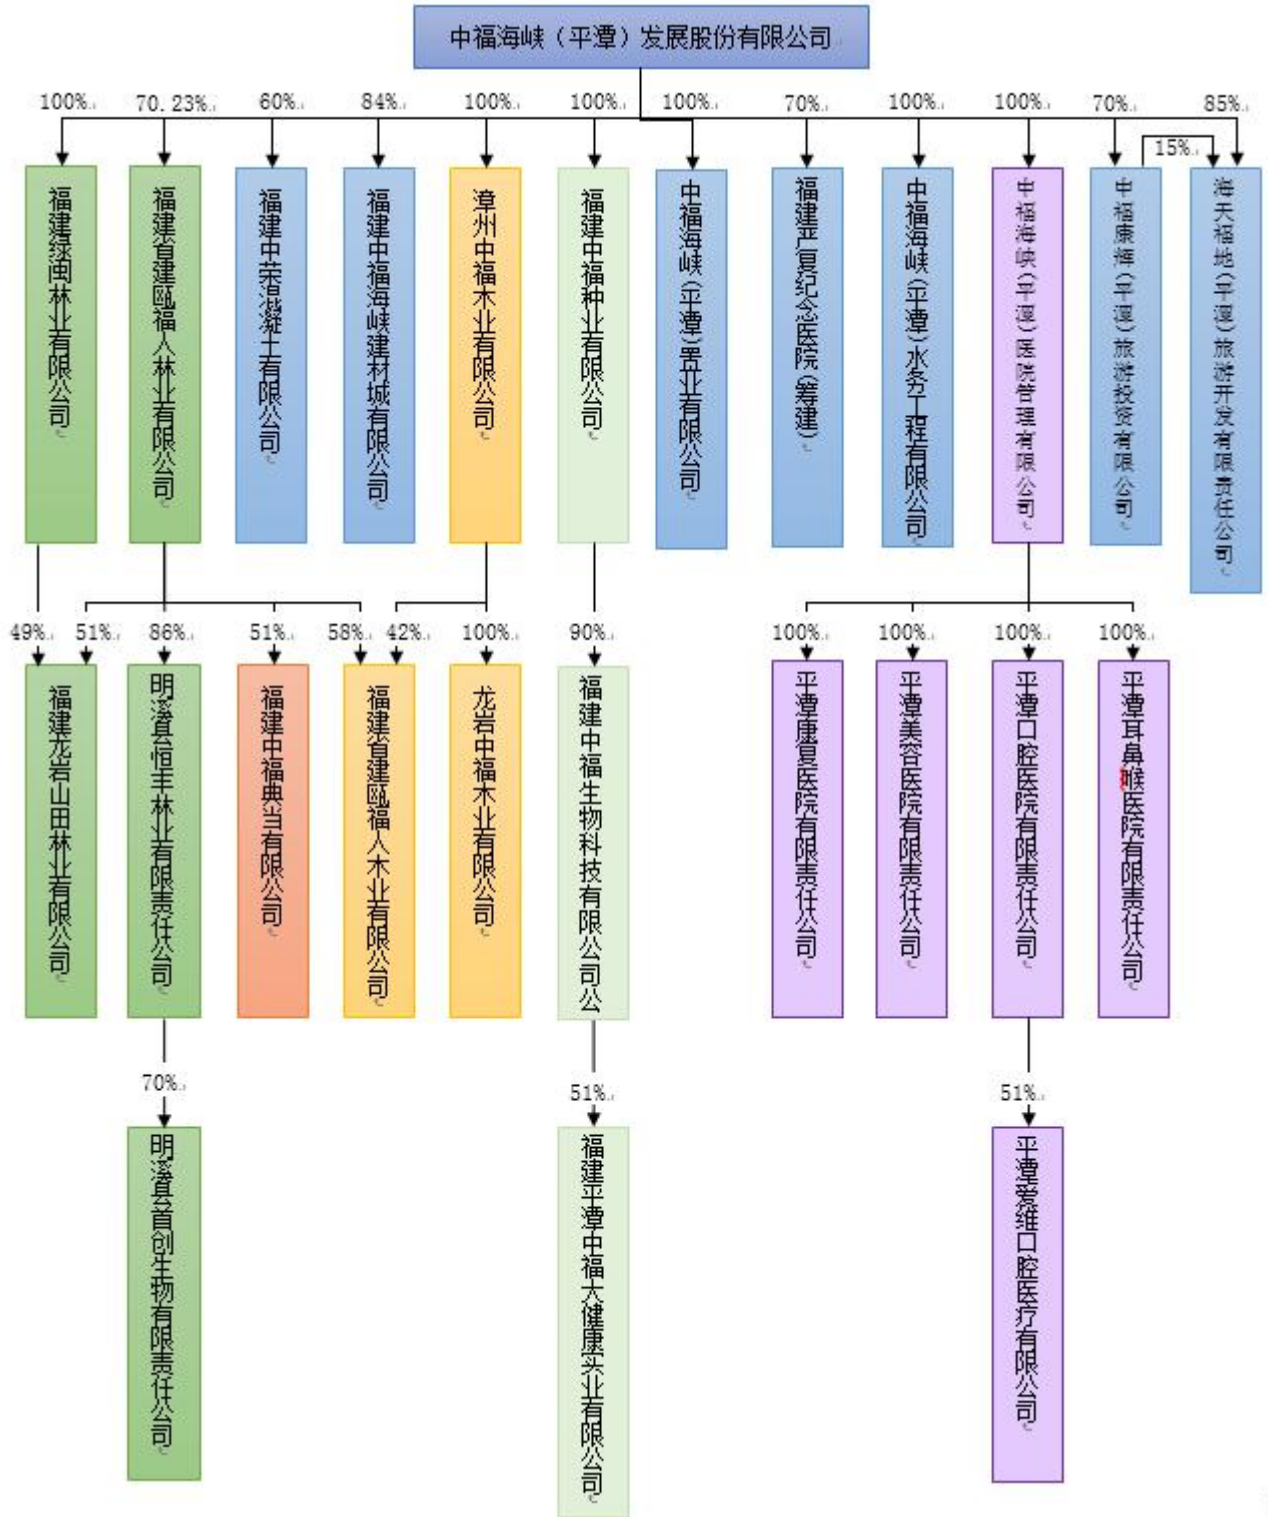 中福海峡（平潭）发展股份有限公司
100%
70.23%
60%
84%
100%
100%
100%
70%
100%
100%
70%
85%
15%
福建绿闽林业有限公司
福建省建瓯福人林业有限公司
福建中荣混凝土有限公司
福建中福海峡建材城有限公司
漳州中福木业有限公司
福建中福种业有限公司
中福海峡（平潭）置业有限公司
福建严复纪念医院（筹建）
中福海峡（平潭）水务工程有限公司
中福海峡（平潭）医院管理有限公司
中福康辉（平潭）旅游投资有限公司
海天福地（平潭）旅游开发有限责任公司
49%
51%
86%
51%
58%
42%
100%
90%
100%
100%
100%
100%
福建龙岩山田林业有限公司
明溪县恒丰林业有限责任公司
福建中福典当有限公司
福建省建瓯福人木业有限公司
龙岩中福木业有限公司
福建中福生物科技有限公司公
平潭康复医院有限责任公司
平潭美容医院有限责任公司
平潭口腔医院有限责任公司
平潭耳鼻喉医院有限责任公司
70%
51%
51%
明溪县首创生物有限责任公司
福建平潭中福大健康实业有限公司
平潭爱维口腔医疗有限公司